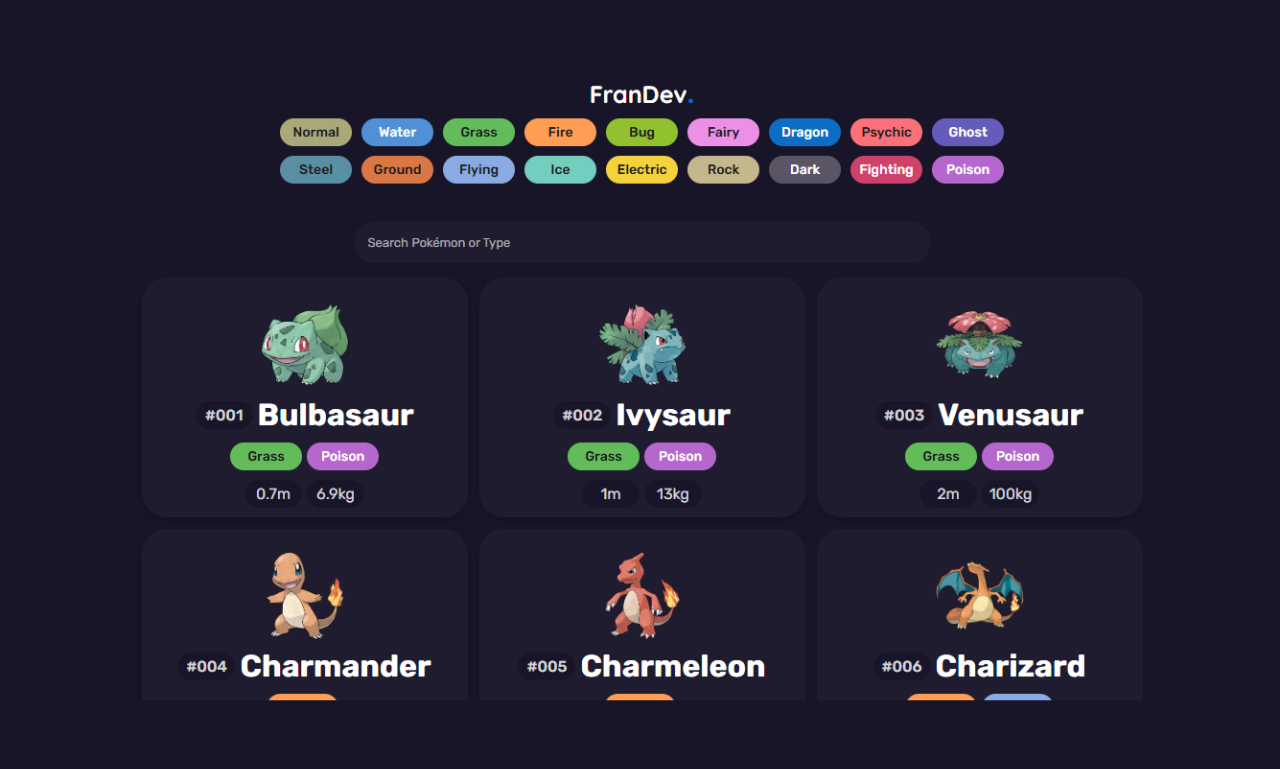 FranDev.
Normal Water Grass Fire Bug Fairy Dragon Psychic Ghost
Steel Ground Flying Ice Electric Rock Dark Fighting Poison
Search Pokémon or Type
#001 Bulbasaur #002 Ivysaur #003 Venusaur
Grass Poison Grass Poison Grass Poison
0.7m 6.9kg 1m 13kg 2m 100kg
#004 Charmander #005 Charmeleon #006 Charizard